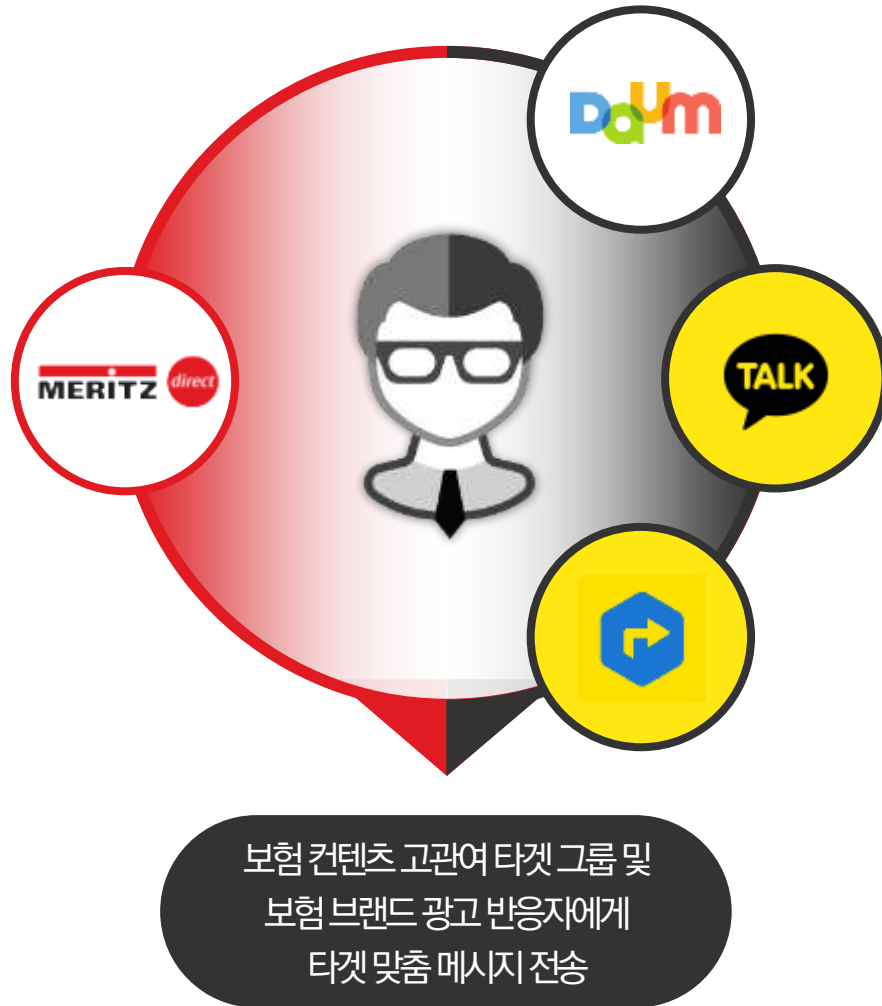 Daum
MERITZ direct
TALK
보험 컨텐츠 고관여 타겟 그룹 및
보험 브랜드 광고 반응자에게
타겟 맞춤 메시지 전송